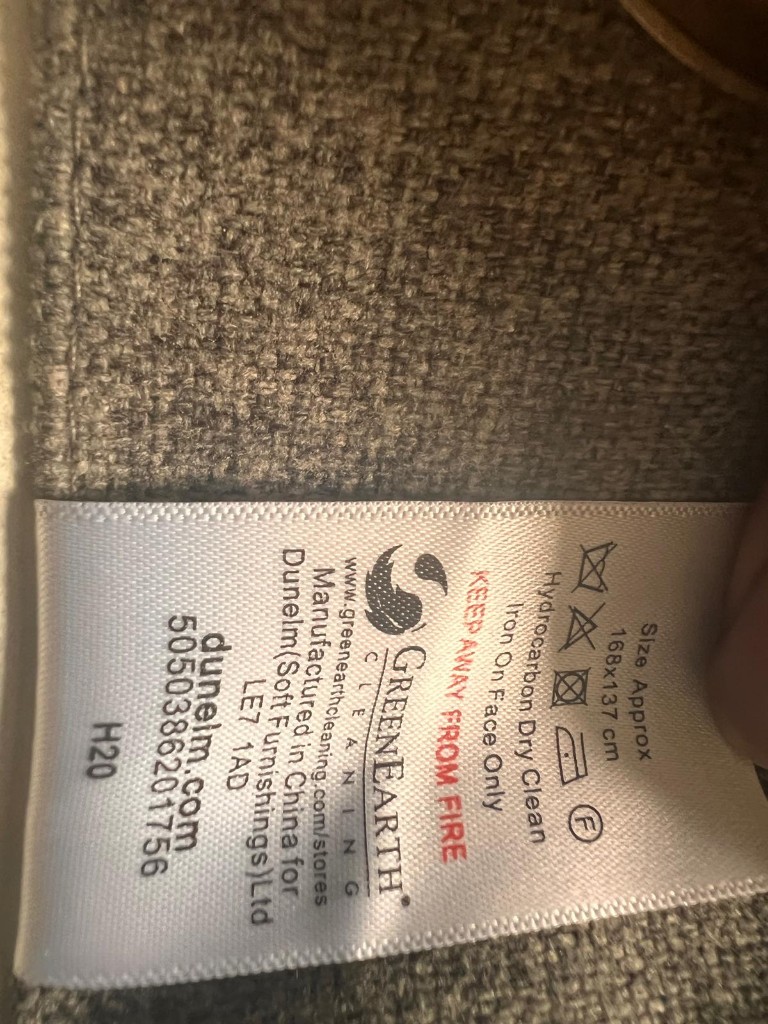 Size Approx
168x137 cm
F
Hydrocarbon Dry Clean
Iron On Face Only
KEEP AWAY FROM FIRE
GREENEARTH®
CLEANING
www.greenearthcleaning.com/stores
Manufactured in China for
Dunelm(Soft Furnishings)Ltd
LE7 1AD
dunelm.com
5050386201756
H20